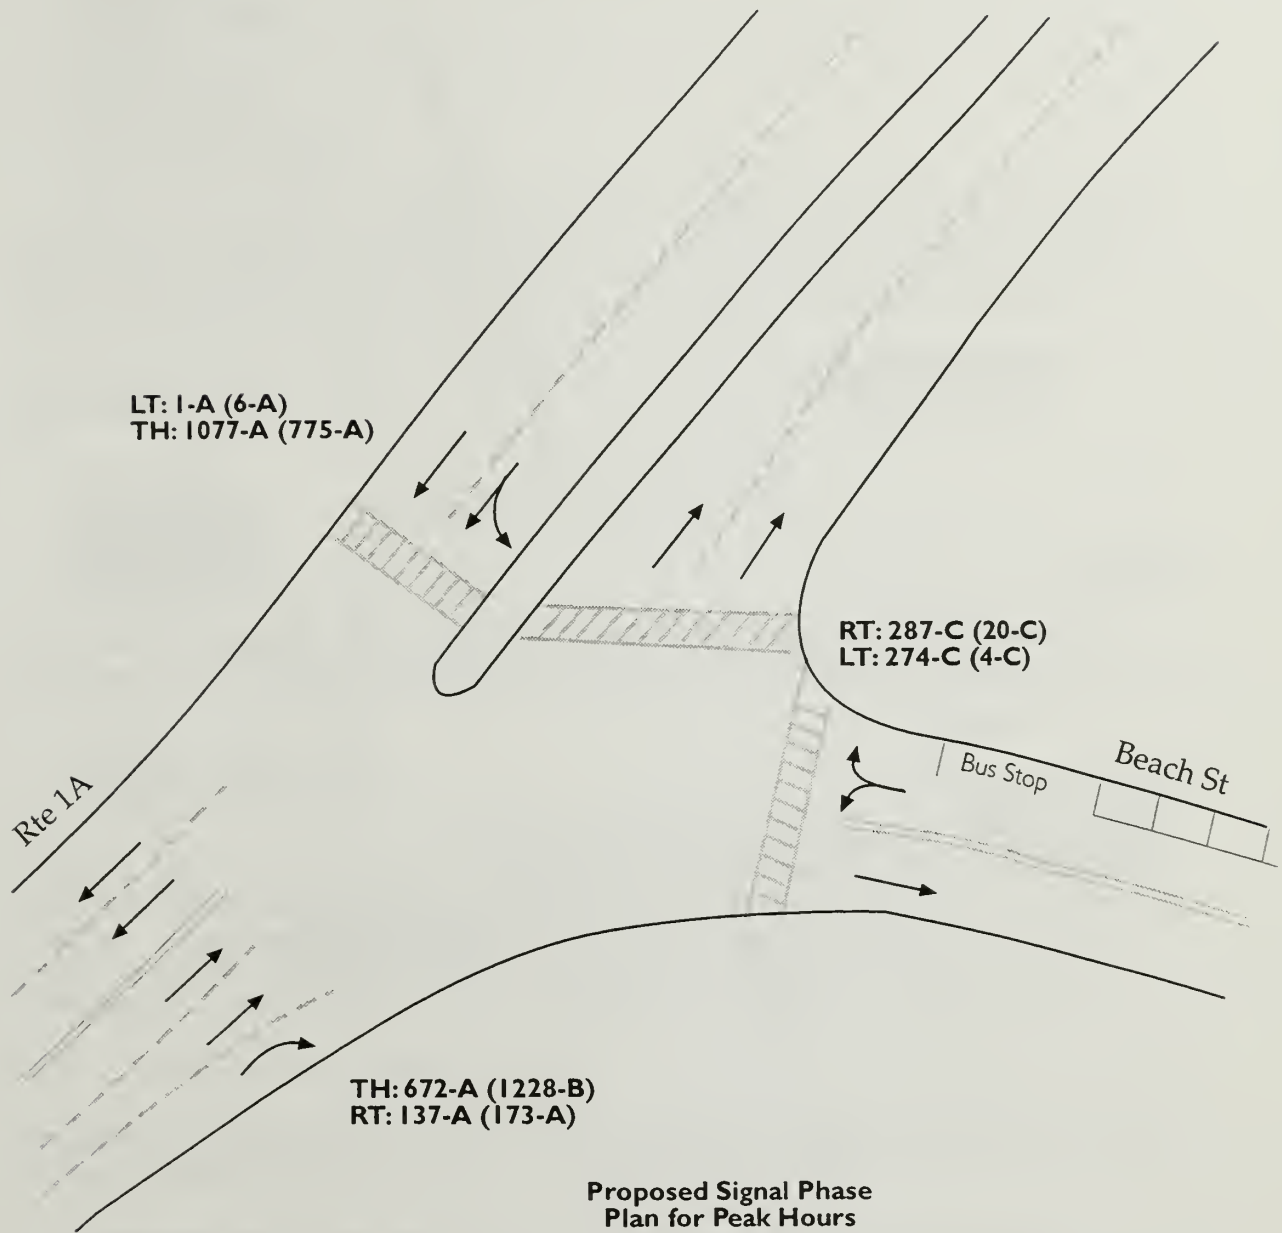 LT: 1-A (6-A)
TH: 1077-A (775-A)
RT: 287-C (20-C)
LT: 274-C (4-C)
Rte 1A
Bus Stop
Beach St
TH: 672-A (1228-B)
RT: 137-A (173-A)
Proposed Signal Phase
Plan for Peak Hours